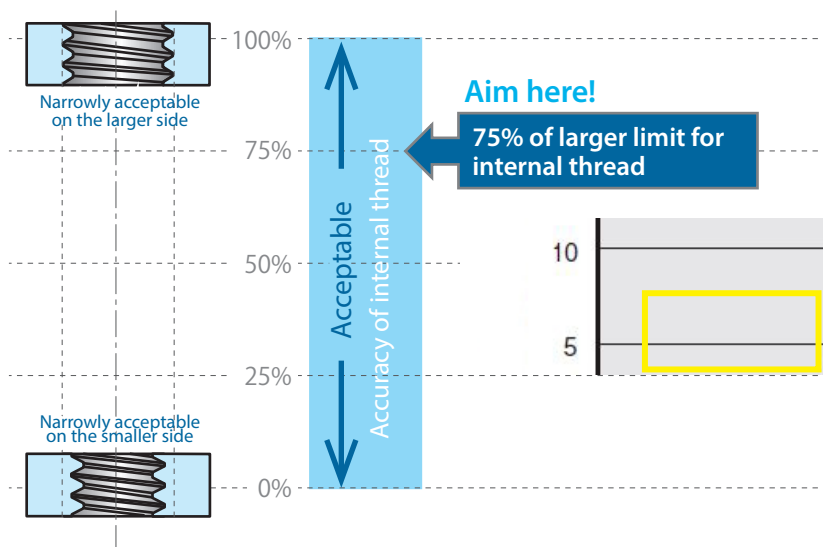 100%
Narrowly acceptable
on the larger side
Aim here!
75% of larger limit for
internal thread
75%
Acceptable
Accuracy of internal thread
50%
10
5
25%
Narrowly acceptable
on the smaller side
0%